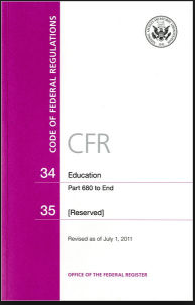 CODE OF FEDERAL REGULATIONS
CFR
34 Education
Part 680 to End
35 [Reserved]
Revised as of July 1, 2011
OFFICE OF THE FEDERAL REGISTER